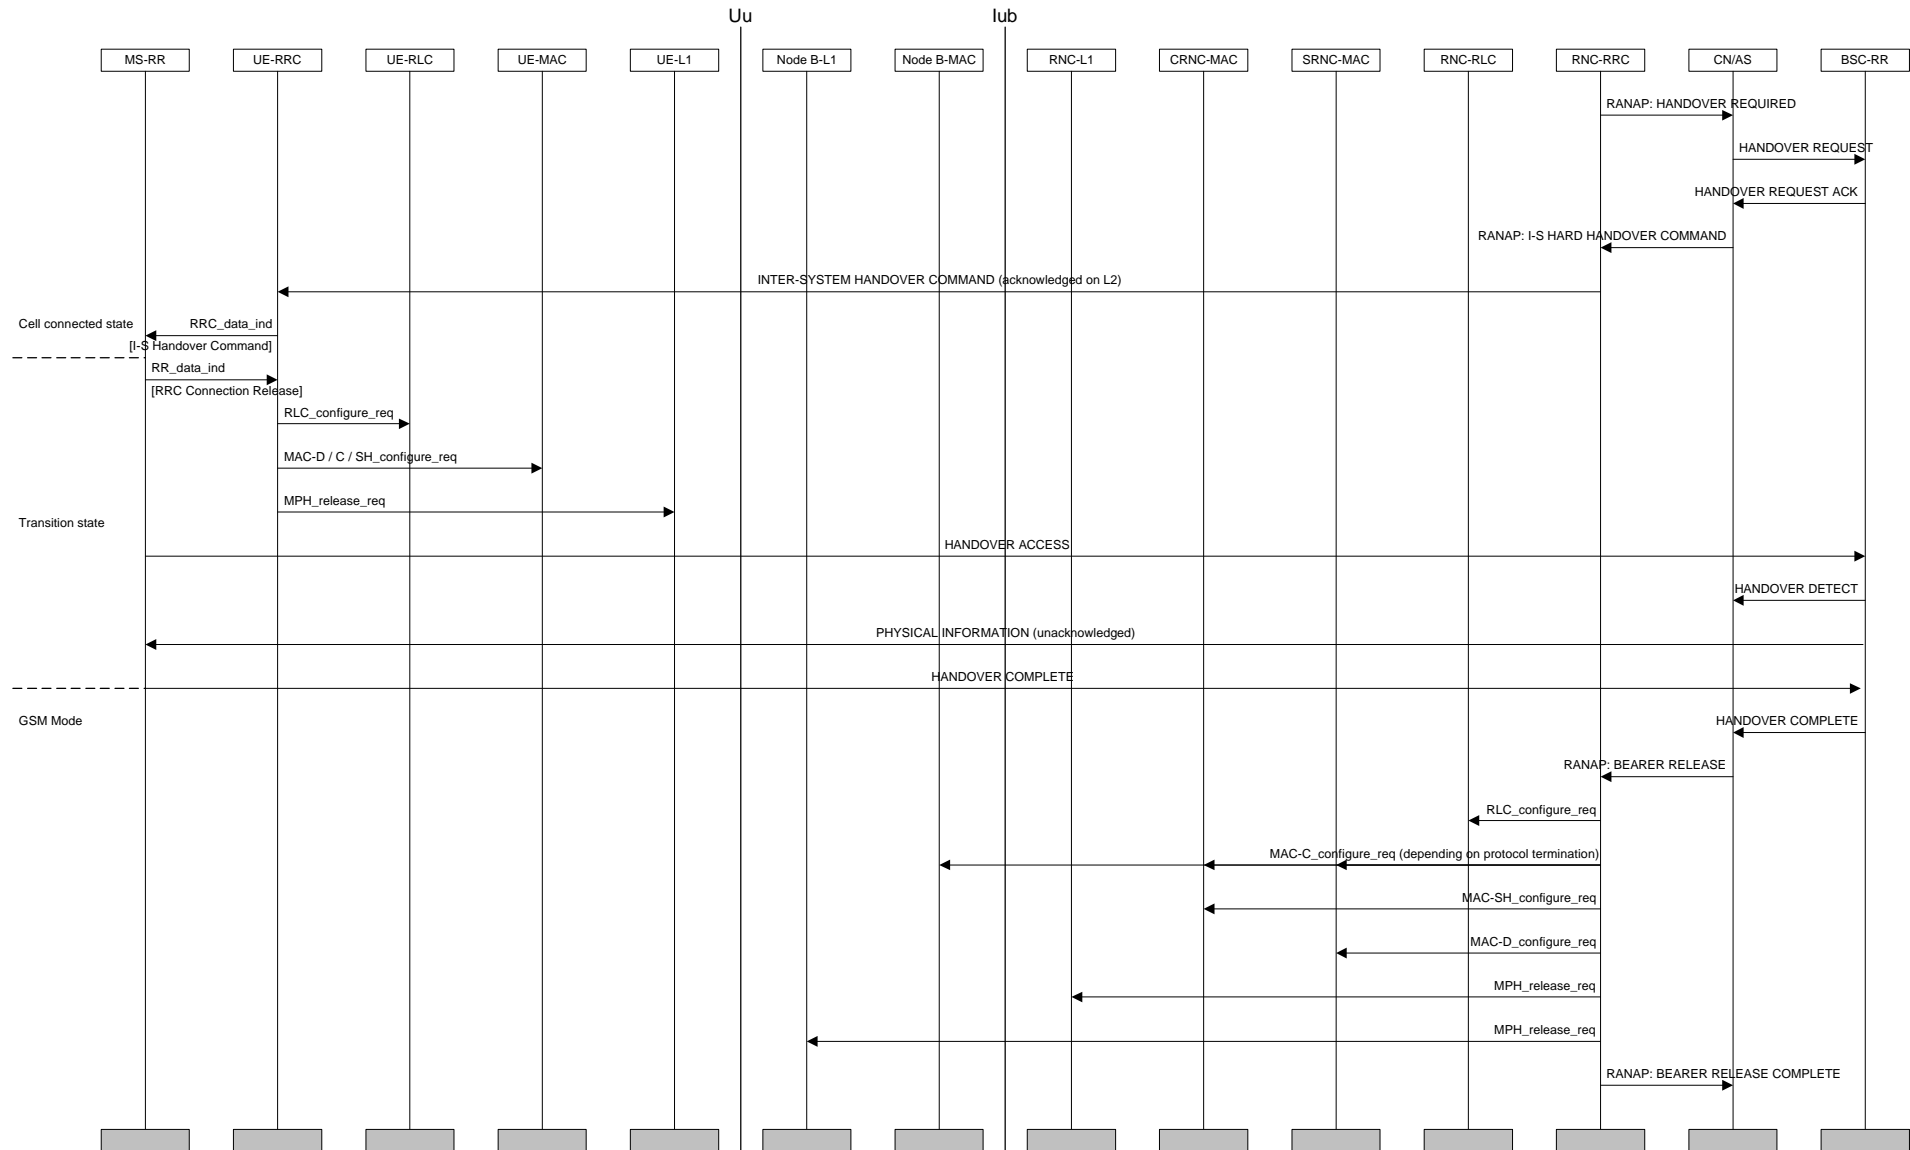 Uu
Iub
MS-RR
UE-RRC
UE-RLC
UE-MAC
UE-L1
Node B-L1
Node B-MAC
RNC-L1
CRNC-MAC
SRNC-MAC
RNC-RLC
RNC-RRC
CN/AS
BSC-RR
RANAP: HANDOVER REQUIRED
HANDOVER REQUEST
HANDOVER REQUEST ACK
RANAP: I-S HARD HANDOVER COMMAND
INTER-SYSTEM HANDOVER COMMAND (acknowledged on L2)
Cell connected state
RRC_data_ind
[I-S Handover Command]
RR_data_ind
[RRC Connection Release]
RLC_configure_req
MAC-D / C / SH_configure_req
MPH_release_req
Transition state
HANDOVER ACCESS
HANDOVER DETECT
PHYSICAL INFORMATION (unacknowledged)
HANDOVER COMPLETE
GSM Mode
HANDOVER COMPLETE
RANAP: BEARER RELEASE
RLC_configure_req
MAC-C_configure_req (depending on protocol termination)
MAC-SH_configure_req
MAC-D_configure_req
MPH_release_req
MPH_release_req
RANAP: BEARER RELEASE COMPLETE